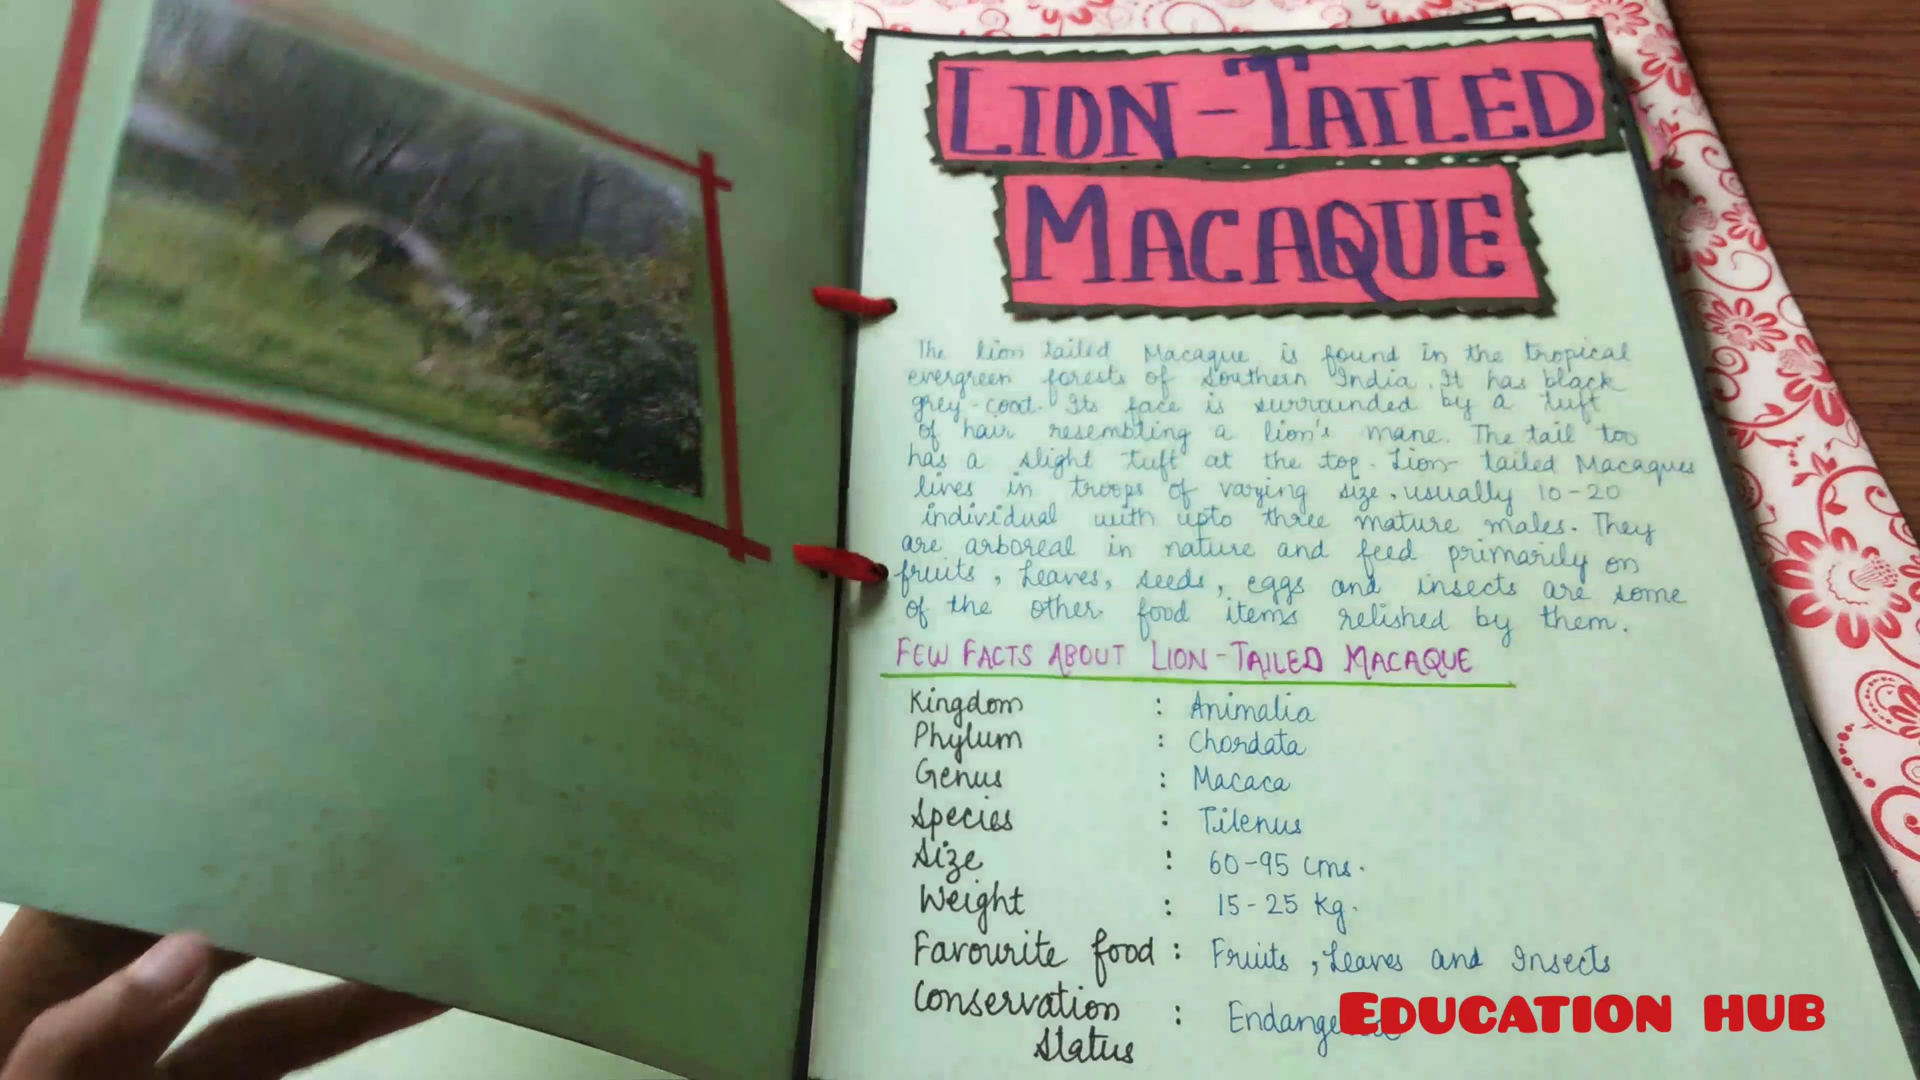 LION-TAILED
MACAQUE
The lion tailed Macaque is found in the tropical
evergreen forests of Southern India. It has black
grey-coat. Its face is surrounded by a tuft
of hair resembling a lion's mane. The tail too
has a slight tuft at the top. Lion-tailed Macaques
lives in troops of varying size, usually 10-20
individual with upto three mature males. They
are arboreal in nature and feed primarily on
fruits, Leaves, seeds, eggs and insects are some
of the other food items relished by them.
FEW FACTS ABOUT LION-TAILED MACAQUE
Kingdom : Animalia
Phylum : Chordata
Genus : Macaca
Species : Tilenus
Size : 60-95 cms.
Weight : 15-25 kg.
Favourite food : Fruits, Leaves and Insects
Conservation : 
Status
EDUCATION HUB